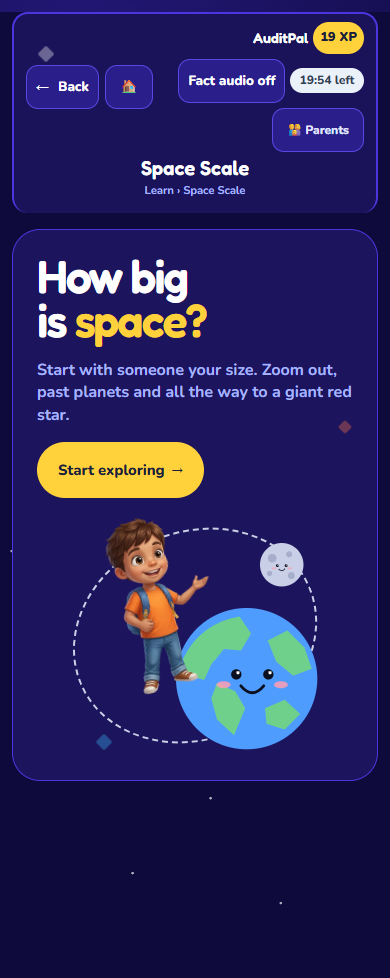 AuditPal 19 XP
← Back
Fact audio off
19:54 left
Parents
Space Scale
Learn › Space Scale
How big
is space?
Start with someone your size. Zoom out,
past planets and all the way to a giant red
star.
Start exploring →